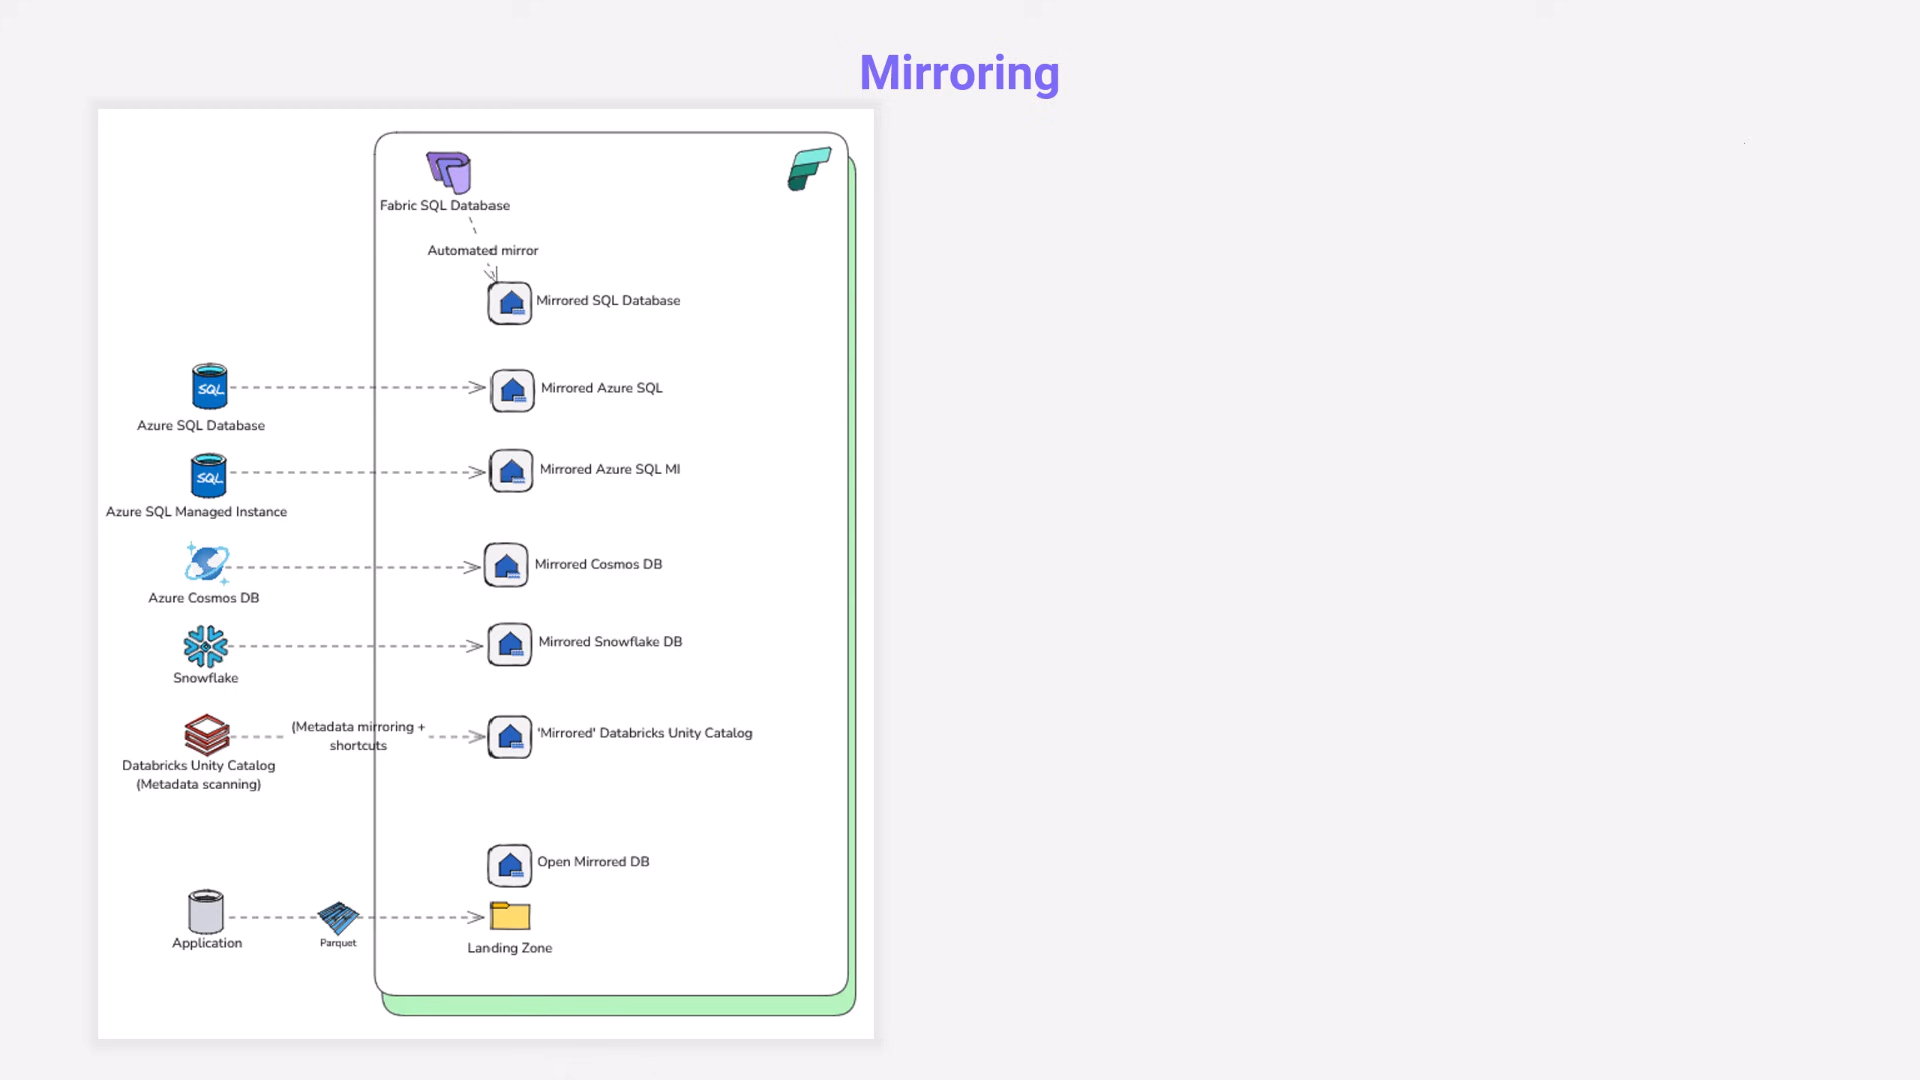 Mirroring
Fabric SQL Database
Automated mirror
Mirrored SQL Database
SQL
Mirrored Azure SQL
Azure SQL Database
SQL
Mirrored Azure SQL MI
Azure SQL Managed Instance
Mirrored Cosmos DB
Azure Cosmos DB
Mirrored Snowflake DB
Snowflake
(Metadata mirroring +
shortcuts
'Mirrored' Databricks Unity Catalog
Databricks Unity Catalog
(Metadata scanning)
Open Mirrored DB
Application
Parquet
Landing Zone